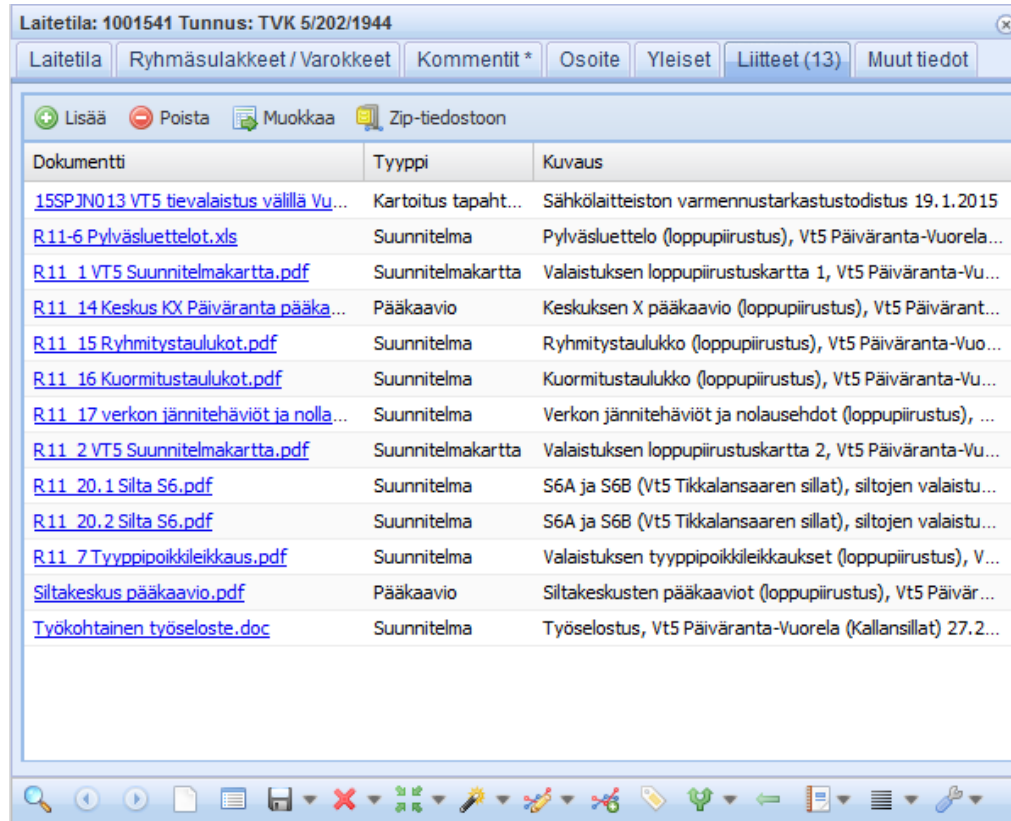 Laitetila: 1001541 Tunnus: TVK 5/202/1944
Laitetila Ryhmäsulakkeet / Varokkeet Kommentit * Osoite Yleiset Liitteet (13) Muut tiedot
Lisää Poista Muokkaa Zip-tiedostoon
Dokumentti Tyyppi Kuvaus
15SPJN013 VT5 tievalaistus välillä Vu... Kartoitus tapaht... Sähkölaitteiston varmennustarkastustodistus 19.1.2015
R11-6 Pylväsluettelot.xls Suunnitelma Pylväsluettelo (loppupiirustus), Vt5 Päiväranta-Vuorela...
R11_1 VT5 Suunnitelmakartta.pdf Suunnitelmakartta Valaistuksen loppupiirustuskartta 1, Vt5 Päiväranta-Vu...
R11_14 Keskus KX Päiväranta pääka... Pääkaavio Keskuksen X pääkaavio (loppupiirustus), Vt5 Päivärant...
R11_15 Ryhmitystaulukot.pdf Suunnitelma Ryhmitystaulukko (loppupiirustus), Vt5 Päiväranta-Vuo...
R11_16 Kuormitustaulukot.pdf Suunnitelma Kuormitustaulukko (loppupiirustus), Vt5 Päiväranta-Vu...
R11_17 verkon jännitehäviöt ja nolla... Suunnitelma Verkon jännitehäviöt ja nolausehdot (loppupiirustus), ...
R11_2 VT5 Suunnitelmakartta.pdf Suunnitelmakartta Valaistuksen loppupiirustuskartta 2, Vt5 Päiväranta-Vu...
R11_20.1 Silta S6.pdf Suunnitelma S6A ja S6B (Vt5 Tikkalansaaren sillat), siltojen valaistu...
R11_20.2 Silta S6.pdf Suunnitelma S6A ja S6B (Vt5 Tikkalansaaren sillat), siltojen valaistu...
R11_7 Tyyppipoikkileikkaus.pdf Suunnitelma Valaistuksen tyyppipoikkileikkaukset (loppupiirustus), V...
Siltakeskus pääkaavio.pdf Pääkaavio Siltakeskusten pääkaaviot (loppupiirustus), Vt5 Päivär...
Työkohtainen työseloste.doc Suunnitelma Työselostus, Vt5 Päiväranta-Vuorela (Kallansillat) 27.2...